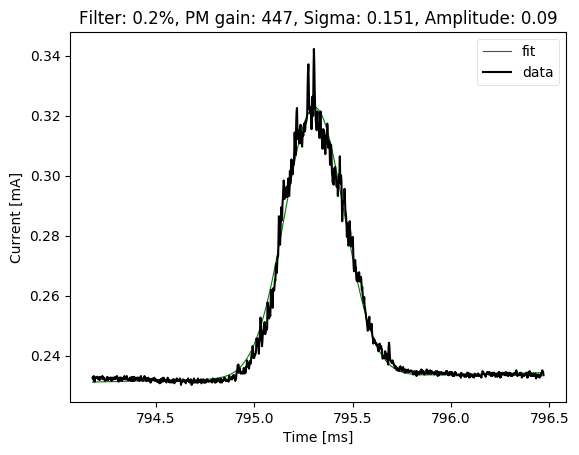 Filter: 0.2%, PM gain: 447, Sigma: 0.151, Amplitude: 0.09
fit
data
0.34
0.32
0.30
0.28
0.26
0.24
Current [mA]
794.5 795.0 795.5 796.0 796.5
Time [ms]